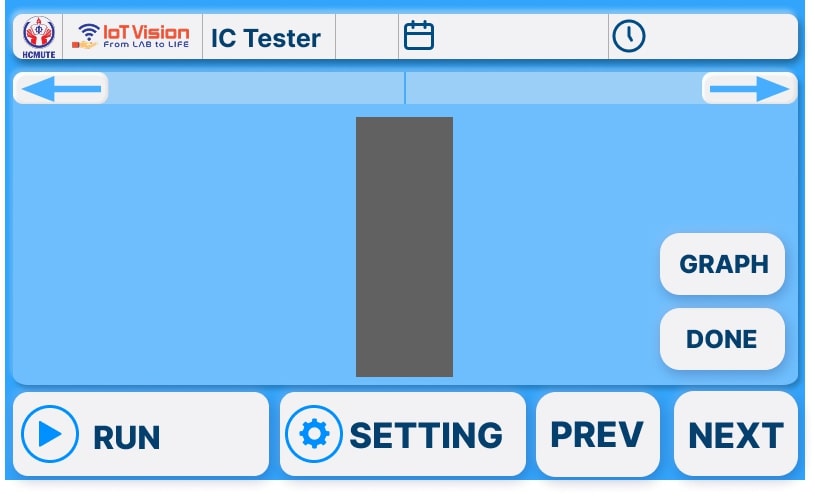 HCMUTE
IoT Vision
From LAB to LIFE
IC Tester
GRAPH
DONE
RUN
SETTING
PREV
NEXT